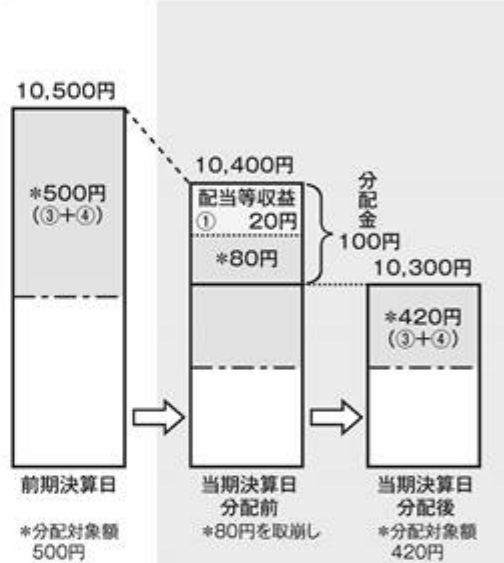 10,500円
*500円
(③+④)
10,400円
配当等収益
① 20円
*80円
分配金
100円
10,300円
*420円
(③+④)
前期決算日
*分配対象額
500円
当期決算日
分配前
*80円を取崩し
当期決算日
分配後
*分配対象額
420円